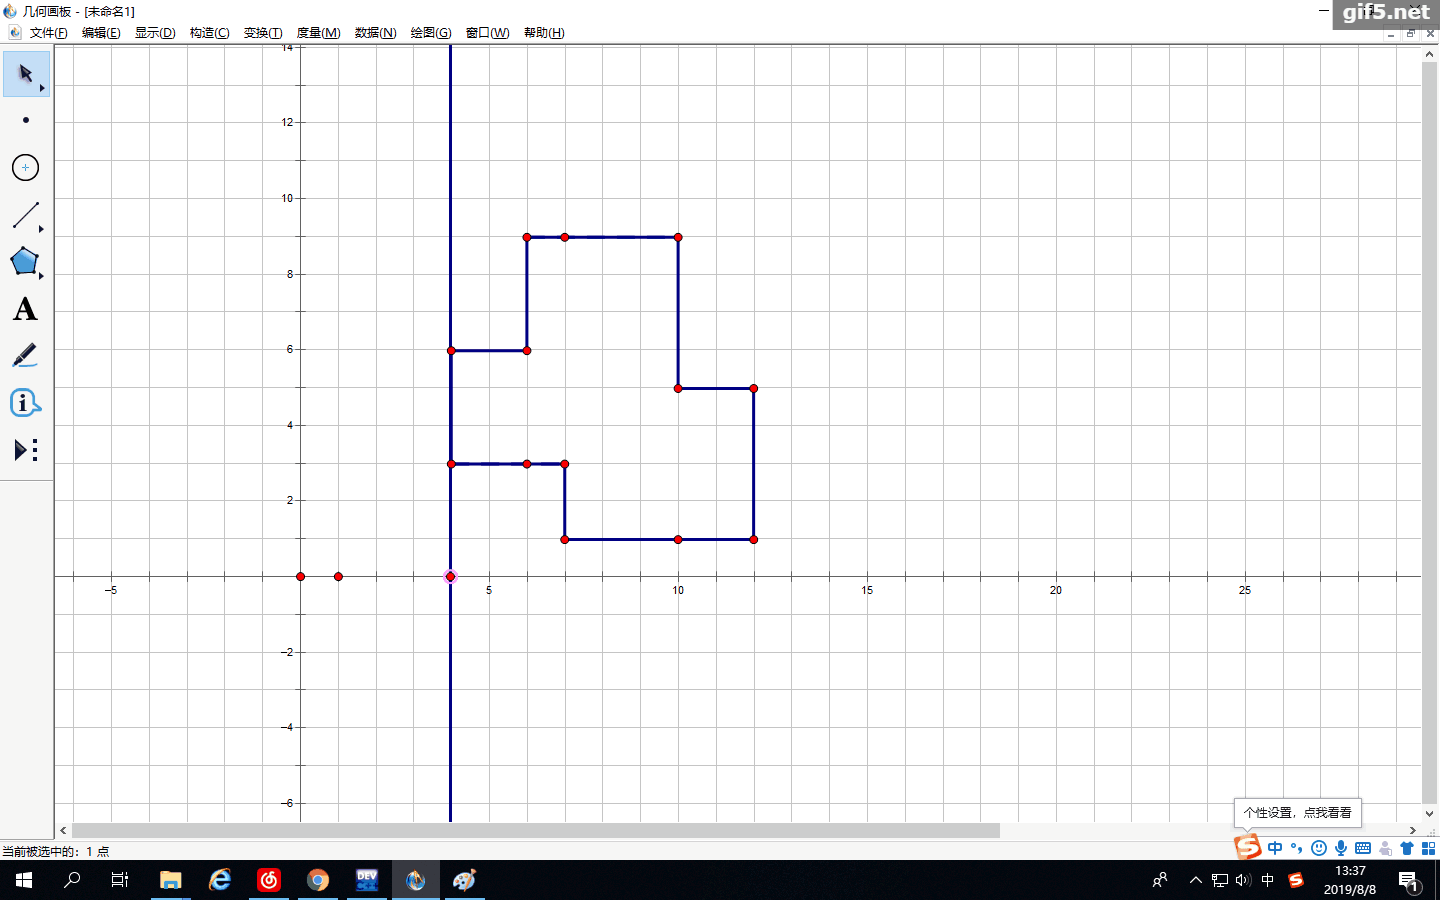 几何画板 - [未命名1]
gif5.net
文件(F) 编辑(E) 显示(D) 构造(C) 变换(T) 度量(M) 数据(N) 绘图(G) 窗口(W) 帮助(H)
14
12
10
8
6
4
2
-5 5 10 15 20 25
-2
-4
-6
A
个性设置，点我看看
当前被选中的：1 点
S 中
DEV
中 S 13:37
2019/8/8
1